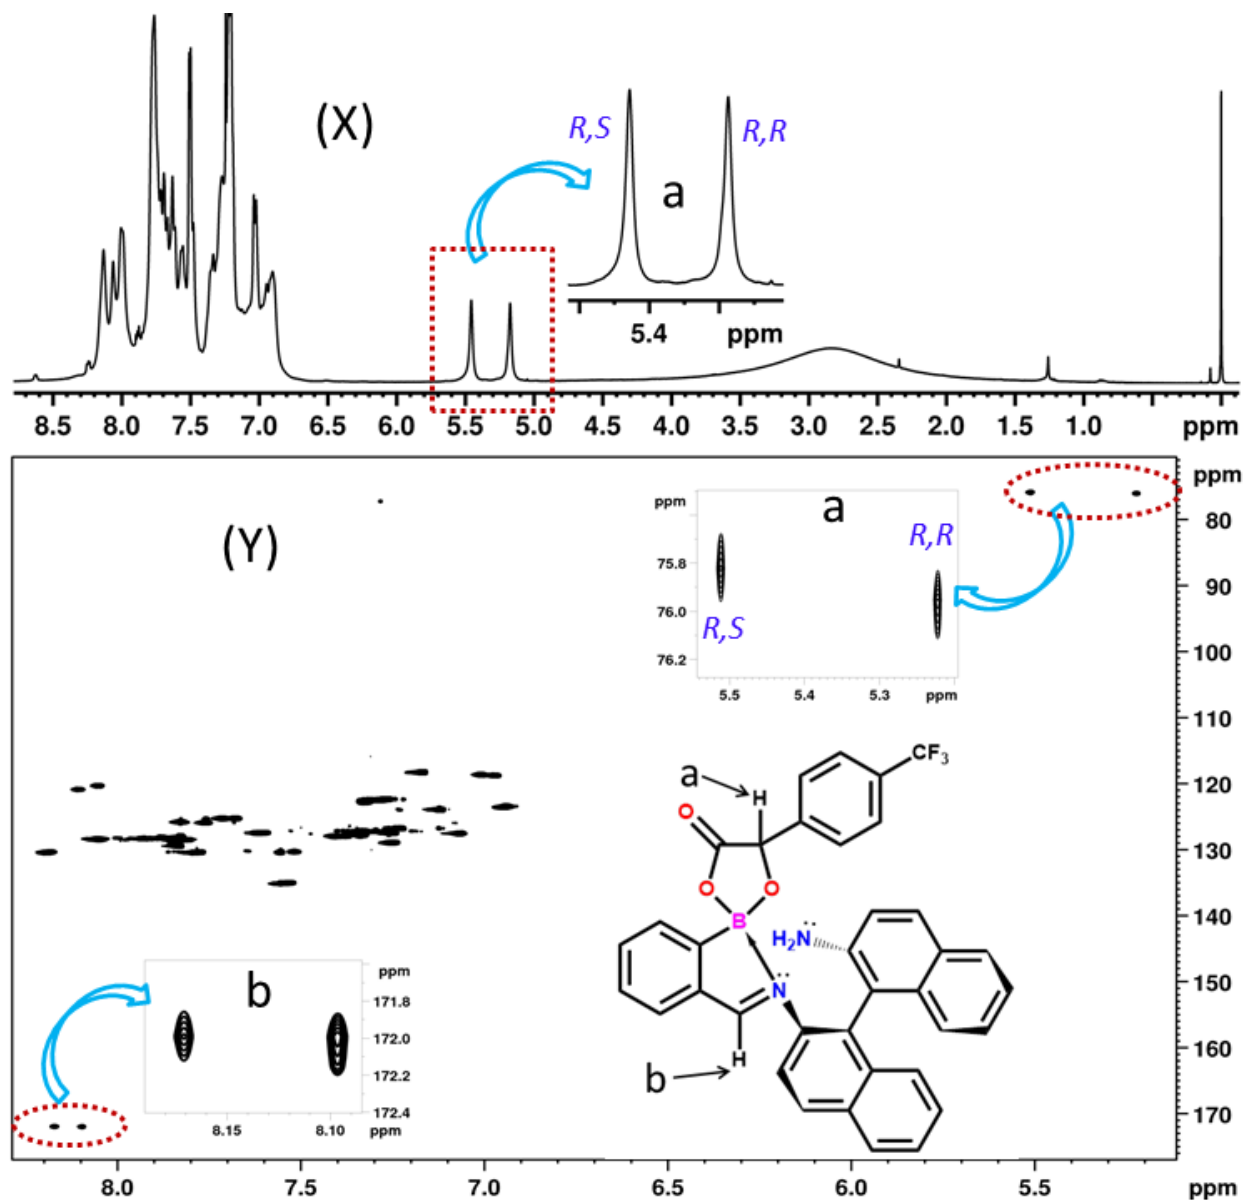 (X)
R,S
R,R
a
5.4
ppm
8.5 8.0 7.5 7.0 6.5 6.0 5.5 5.0 4.5 4.0 3.5 3.0 2.5 2.0 1.5 1.0 ppm
(Y)
ppm
80
90
100
110
120
130
140
150
160
170
a
ppm
75.8
76.0
76.2
R,S
R,R
5.5 5.4 5.3 ppm
CF3
a
H
O
O
O
B
H2N
N
H
b
b
ppm
171.8
172.0
172.2
172.4
8.15 8.10 ppm
8.0 7.5 7.0 6.5 6.0 5.5 ppm